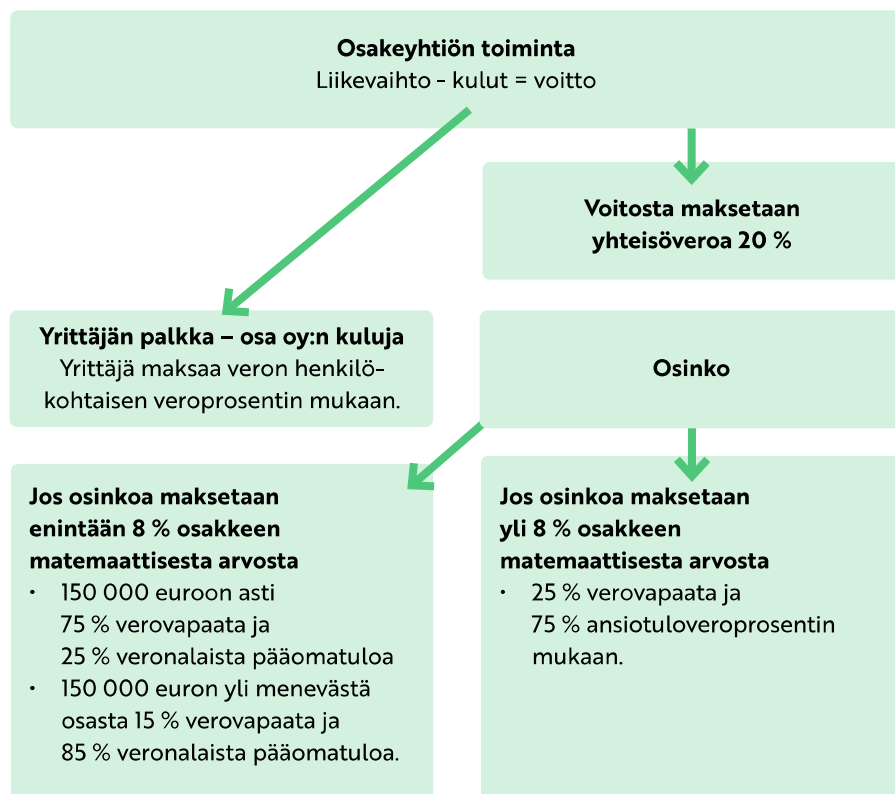 Osakeyhtiön toiminta
Liikevaihto - kulut = voitto
Voitosta maksetaan
yhteisöveroa 20 %
Yrittäjän palkka – osa oy:n kuluja
Yrittäjä maksaa veron henkilö-
kohtaisen veroprosentin mukaan.
Osinko
Jos osinkoa maksetaan
enintään 8 % osakkeen
matemaattisesta arvosta
• 150 000 euroon asti
75 % verovapaata ja
25 % veronalaista pääomatuloa
• 150 000 euron yli menevästä
osasta 15 % verovapaata ja
85 % veronalaista pääomatuloa.
Jos osinkoa maksetaan
yli 8 % osakkeen
matemaattisesta arvosta
• 25 % verovapaata ja
75 % ansiotuloveroprosentin
mukaan.